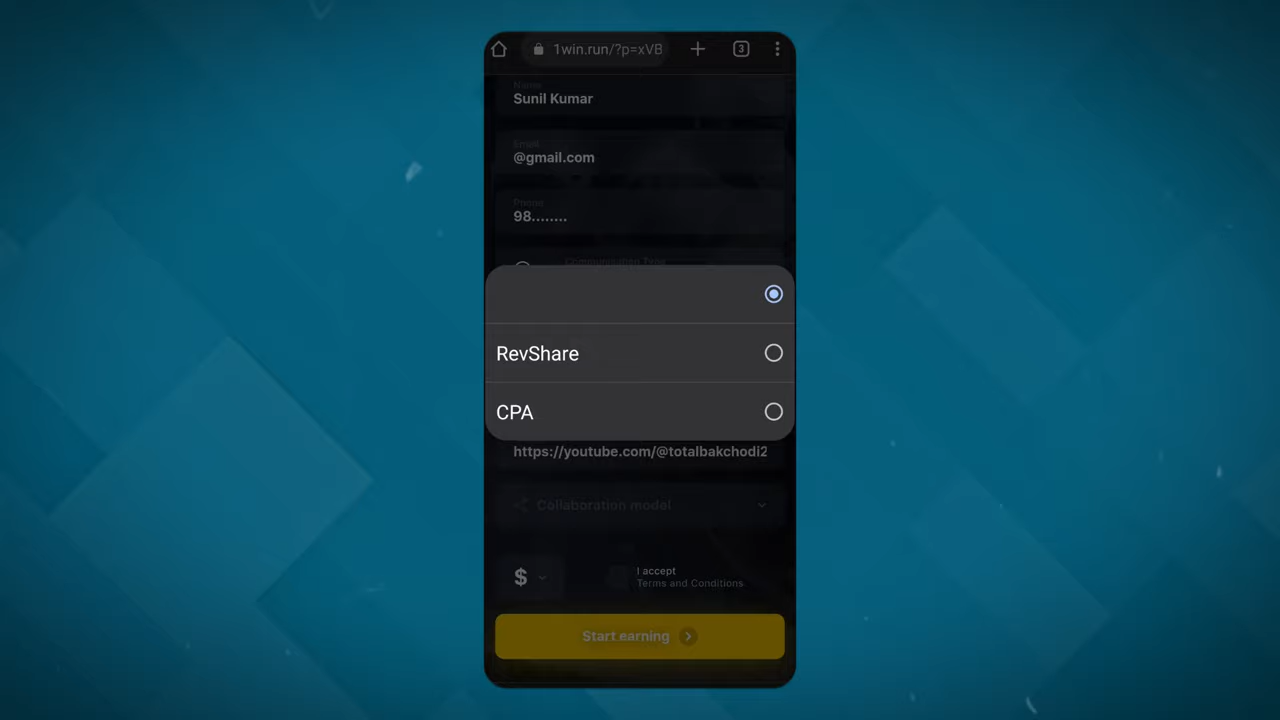 1win.run/?p=xVB
3
Name
Sunil Kumar
Email
@gmail.com
Phone
98........
RevShare
CPA
https://youtube.com/@totalbakchodi2
Collaboration model
$
I accept
Terms and Conditions
Start earning